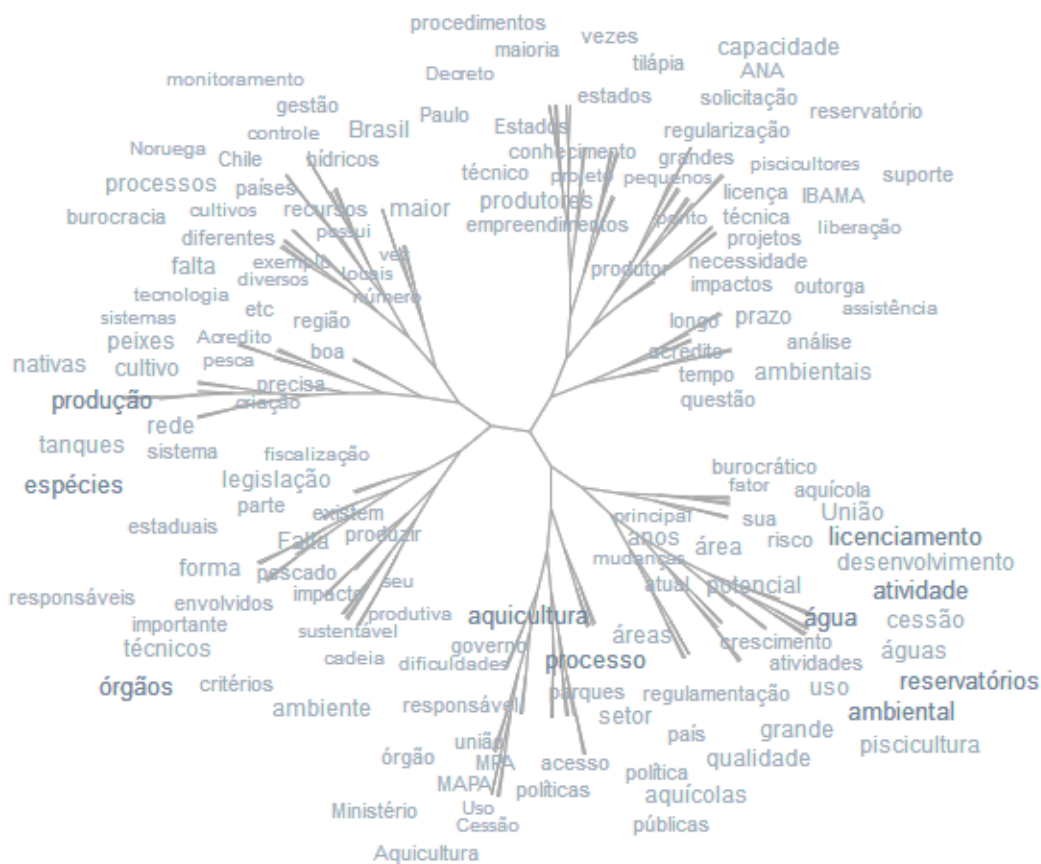 procedimentos
vezes
maioria
capacidade
Decreto
tilápia
ANA
monitoramento
estados
solicitação
gestão
Paulo
reservatório
Brasil
Estados
controle
regularização
Noruega
Chile
hídricos
conhecimento
grandes
piscicultores
técnico
projeto
pequenos
suporte
processos
países
licença
IBAMA
burocracia
cultivos
recursos
maior
produtores
ponto
técnica
possui
empreendimentos
liberação
diferentes
projetos
vez
falta
exemplo
locais
produtor
necessidade
diversos
impactos
outorga
tecnologia
número
etc
assistência
sistemas
região
longo
prazo
peixes
Acredito
análise
nativas
cultivo
pesca
boa
acredito
tempo
ambientais
precisa
produção
criação
questão
rede
tanques
sistema
fiscalização
burocrático
espécies
legislação
fator
aquícola
parte
existem
principal
sua
União
estaduais
Falta
produzir
anos
área
risco
licenciamento
mudanças
desenvolvimento
forma
pescado
seu
atual
potencial
atividade
responsáveis
envolvidos
impacto
importante
produtiva
aquicultura
água
cessão
sustentável
áreas
crescimento
técnicos
cadeia
governo
dificuldades
processo
atividades
águas
órgãos
critérios
parques
regulamentação
uso
reservatórios
ambiente
responsável
setor
ambiental
país
grande
união
órgão
MPA
acesso
qualidade
piscicultura
MAPA
políticas
política
Ministério
Uso
aquícolas
Cessão
públicas
Aquicultura